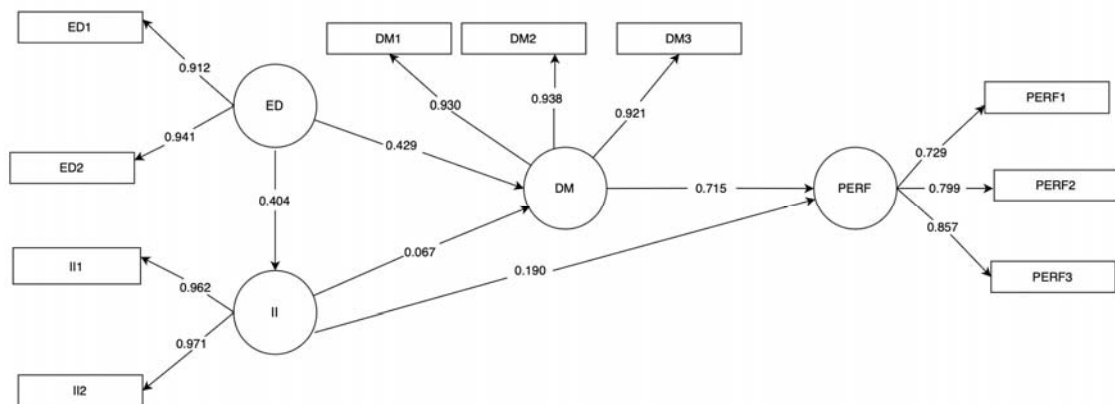 ED1
DM1
DM2
DM3
0.912
ED
PERF1
0.930
0.938
0.921
0.941
0.429
0.729
ED2
DM
0.715
PERF
0.799
PERF2
0.404
0.857
II1
0.067
0.190
PERF3
0.962
II
0.971
II2